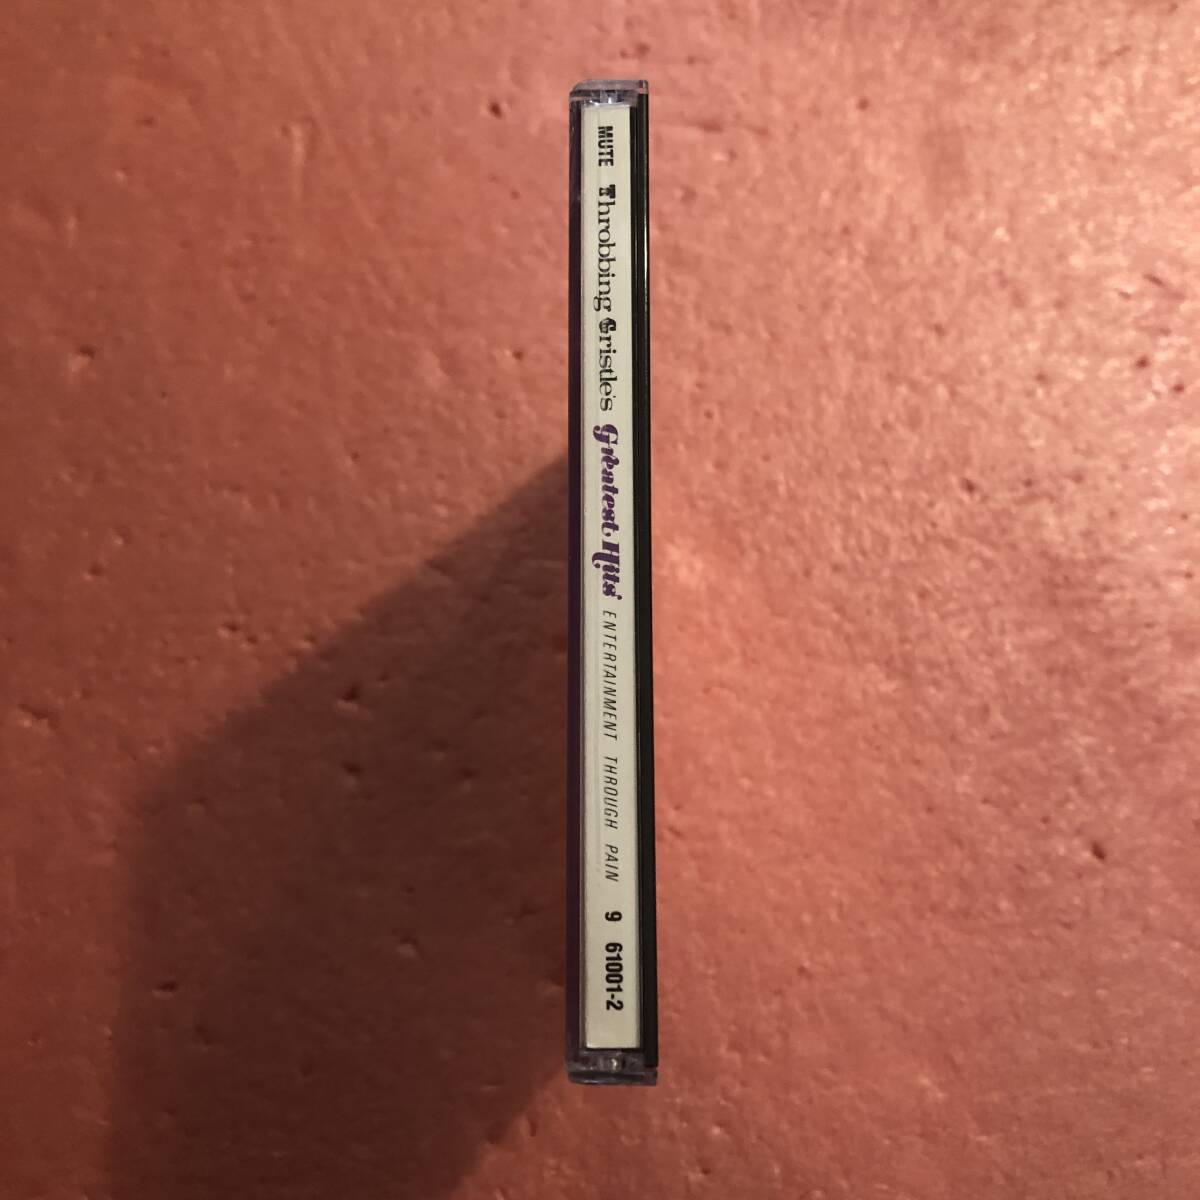 MUTE Throbbing Gristle's Greatest Hits ENTERTAINMENT THROUGH PAIN 9 61001-2